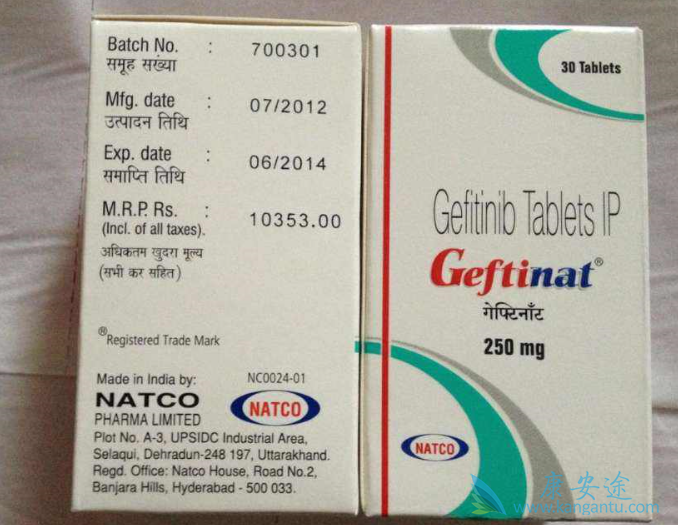 Batch No. : 700301
समूह सख्या
Mfg. date : 07/2012
उत्पादन तिथि
Exp. date : 06/2014
समाप्ति तिथि
M.R.P. Rs. : 10353.00
(Incl. of all taxes).
अधिकतम खुदरा मूल्य
(सभी कर सहित)
®Registered Trade Mark
Made in India by: NC0024-01
NATCO NATCO
PHARMA LIMITED
Plot No. A-3, UPSIDC Industrial Area,
Selaqui, Dehradun-248 197, Uttarakhand.
Regd. Office: Natco House, Road No.2,
Banjara Hills, Hyderabad - 500 033.
30 Tablets
Gefitinib Tablets IP
Geftinat®
गेफ्टिनाँट
250 mg
NATCO
康安途
www.kangantu.com